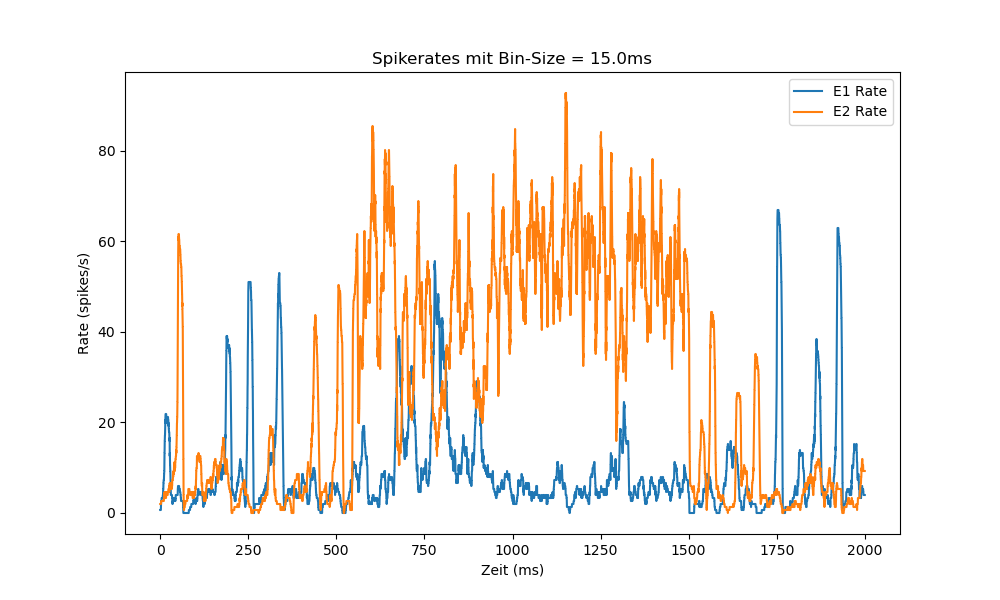 Spikerates mit Bin-Size = 15.0ms
E1 Rate
E2 Rate
Rate (spikes/s)
80
60
40
20
0
0 250 500 750 1000 1250 1500 1750 2000
Zeit (ms)